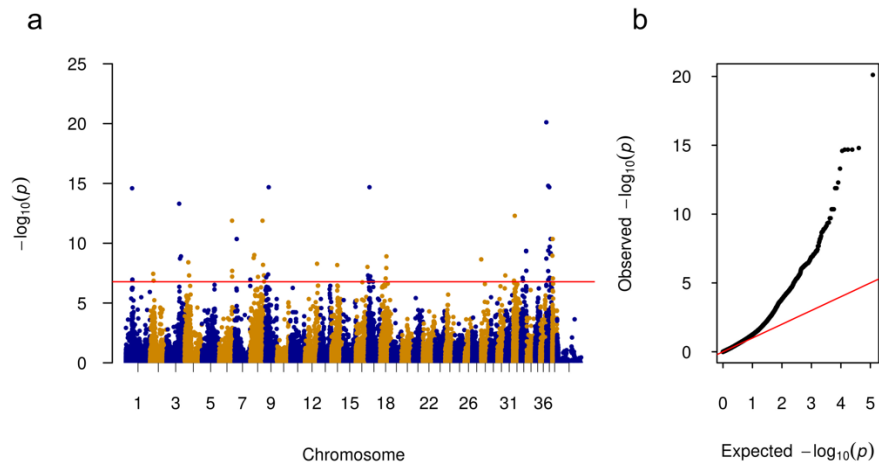 a
25
20
15
10
5
0
−log10(p)
1 3 5 7 9 12 15 18 22 26 31 36
Chromosome
b
20
15
10
5
0
Observed −log10(p)
0 1 2 3 4 5
Expected −log10(p)